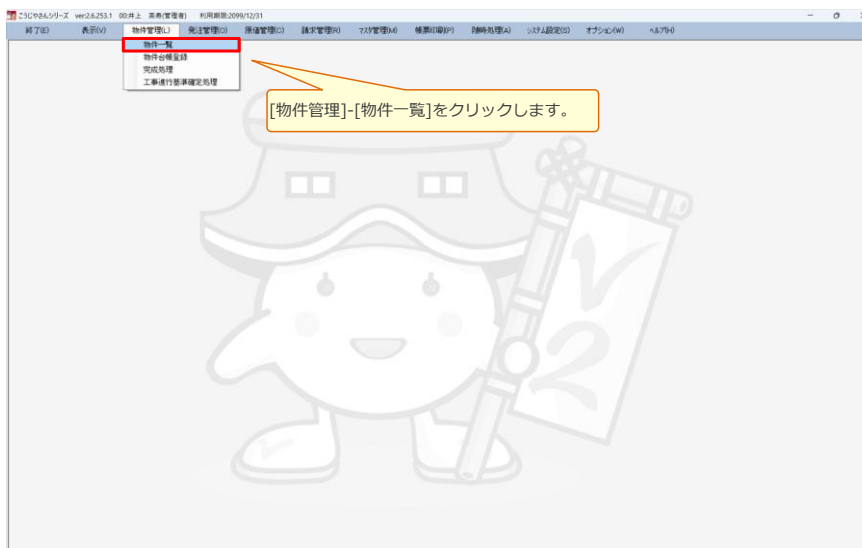 こうじやさんシリーズ ver:2.6.253.1 00:井上 英寿(管理者) 利用期限:2099/12/31
終了(E) 表示(V) 物件管理(L) 発注管理(O) 原価管理(C) 請求管理(R) マスタ管理(M) 帳票印刷(P) 随時処理(A) システム設定(S) オプション(W) ヘルプ(H)
物件一覧
物件台帳登録
完成処理
工事進行基準確定処理
[物件管理]-[物件一覧]をクリックします。
V2